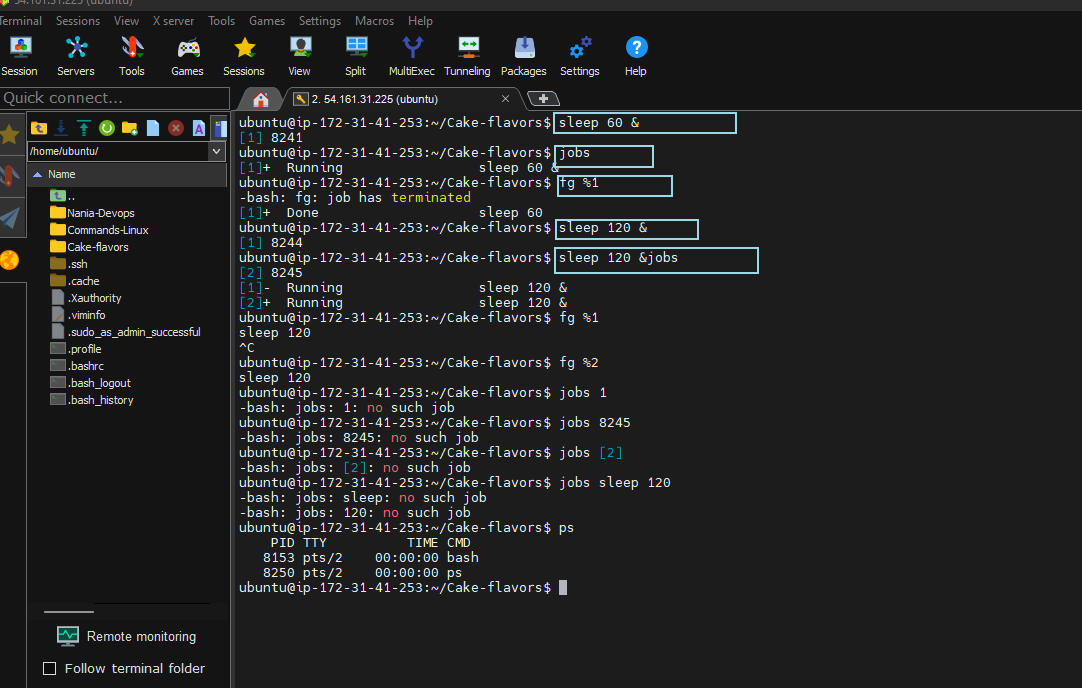 54.161.31.225 (ubuntu)
Terminal Sessions View X server Tools Games Settings Macros Help
Session Servers Tools Games Sessions View Split MultiExec Tunneling Packages Settings Help
Quick connect...
2. 54.161.31.225 (ubuntu)
/home/ubuntu/
Name
..
Nania-Devops
Commands-Linux
Cake-flavors
.ssh
.cache
.Xauthority
.viminfo
.sudo_as_admin_successful
.profile
.bashrc
.bash_logout
.bash_history
Remote monitoring
Follow terminal folder
ubuntu@ip-172-31-41-253:~/Cake-flavors$ sleep 60 &
[1] 8241
ubuntu@ip-172-31-41-253:~/Cake-flavors$ jobs
[1]+  Running                 sleep 60 &
ubuntu@ip-172-31-41-253:~/Cake-flavors$ fg %1
-bash: fg: job has terminated
[1]+  Done                    sleep 60
ubuntu@ip-172-31-41-253:~/Cake-flavors$ sleep 120 &
[1] 8244
ubuntu@ip-172-31-41-253:~/Cake-flavors$ sleep 120 &jobs
[2] 8245
[1]-  Running                 sleep 120 &
[2]+  Running                 sleep 120 &
ubuntu@ip-172-31-41-253:~/Cake-flavors$ fg %1
sleep 120
^C
ubuntu@ip-172-31-41-253:~/Cake-flavors$ fg %2
sleep 120
ubuntu@ip-172-31-41-253:~/Cake-flavors$ jobs 1
-bash: jobs: 1: no such job
ubuntu@ip-172-31-41-253:~/Cake-flavors$ jobs 8245
-bash: jobs: 8245: no such job
ubuntu@ip-172-31-41-253:~/Cake-flavors$ jobs [2]
-bash: jobs: [2]: no such job
ubuntu@ip-172-31-41-253:~/Cake-flavors$ jobs sleep 120
-bash: jobs: sleep: no such job
-bash: jobs: 120: no such job
ubuntu@ip-172-31-41-253:~/Cake-flavors$ ps
    PID TTY          TIME CMD
   8153 pts/2    00:00:00 bash
   8250 pts/2    00:00:00 ps
ubuntu@ip-172-31-41-253:~/Cake-flavors$